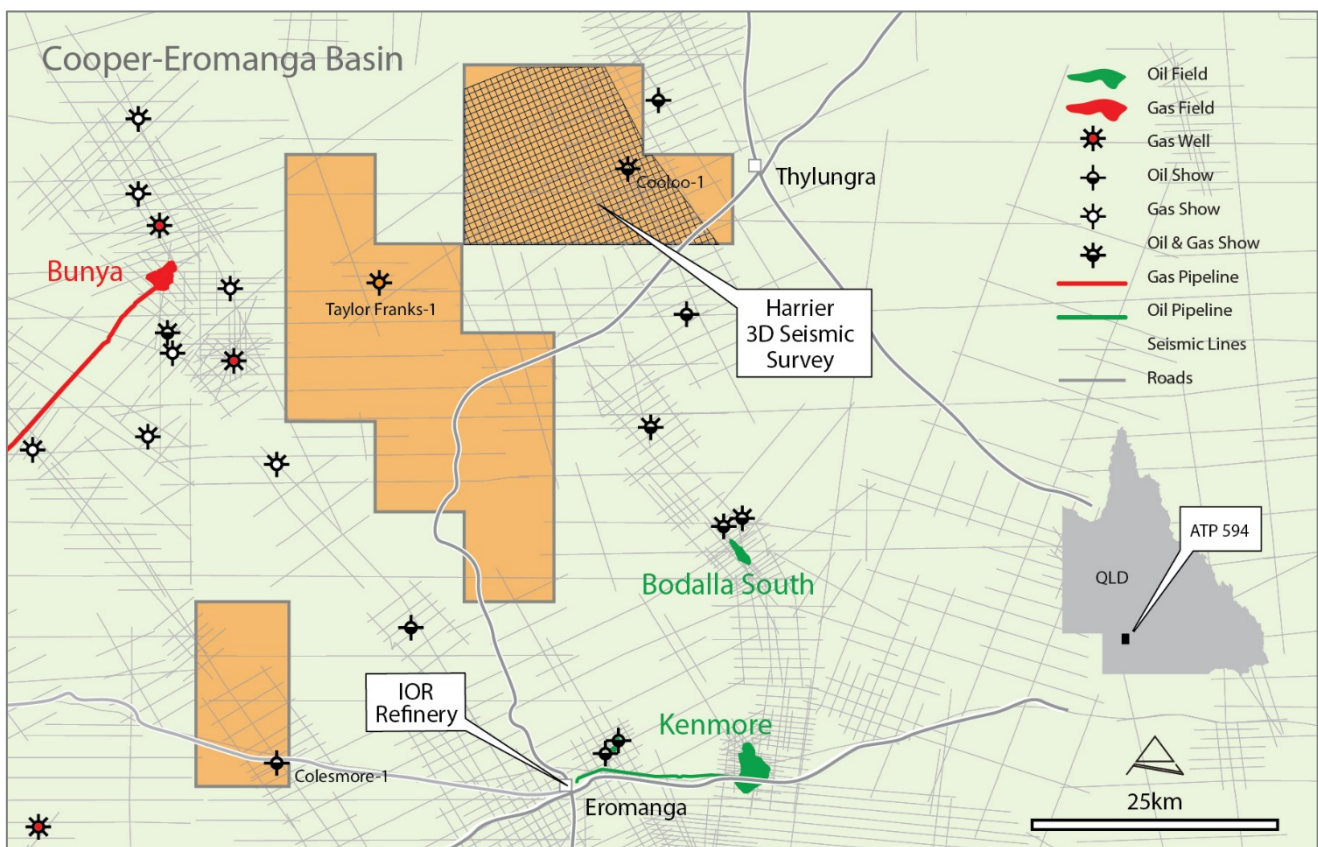 Cooper-Eromanga Basin
Oil Field
Gas Field
Gas Well
Oil Show
Gas Show
Oil & Gas Show
Gas Pipeline
Oil Pipeline
Seismic Lines
Roads
Cooloo-1
Thylungra
Bunya
Taylor Franks-1
Harrier
3D Seismic
Survey
ATP 594
QLD
Bodalla South
IOR
Refinery
Kenmore
Colesmore-1
Eromanga
25km